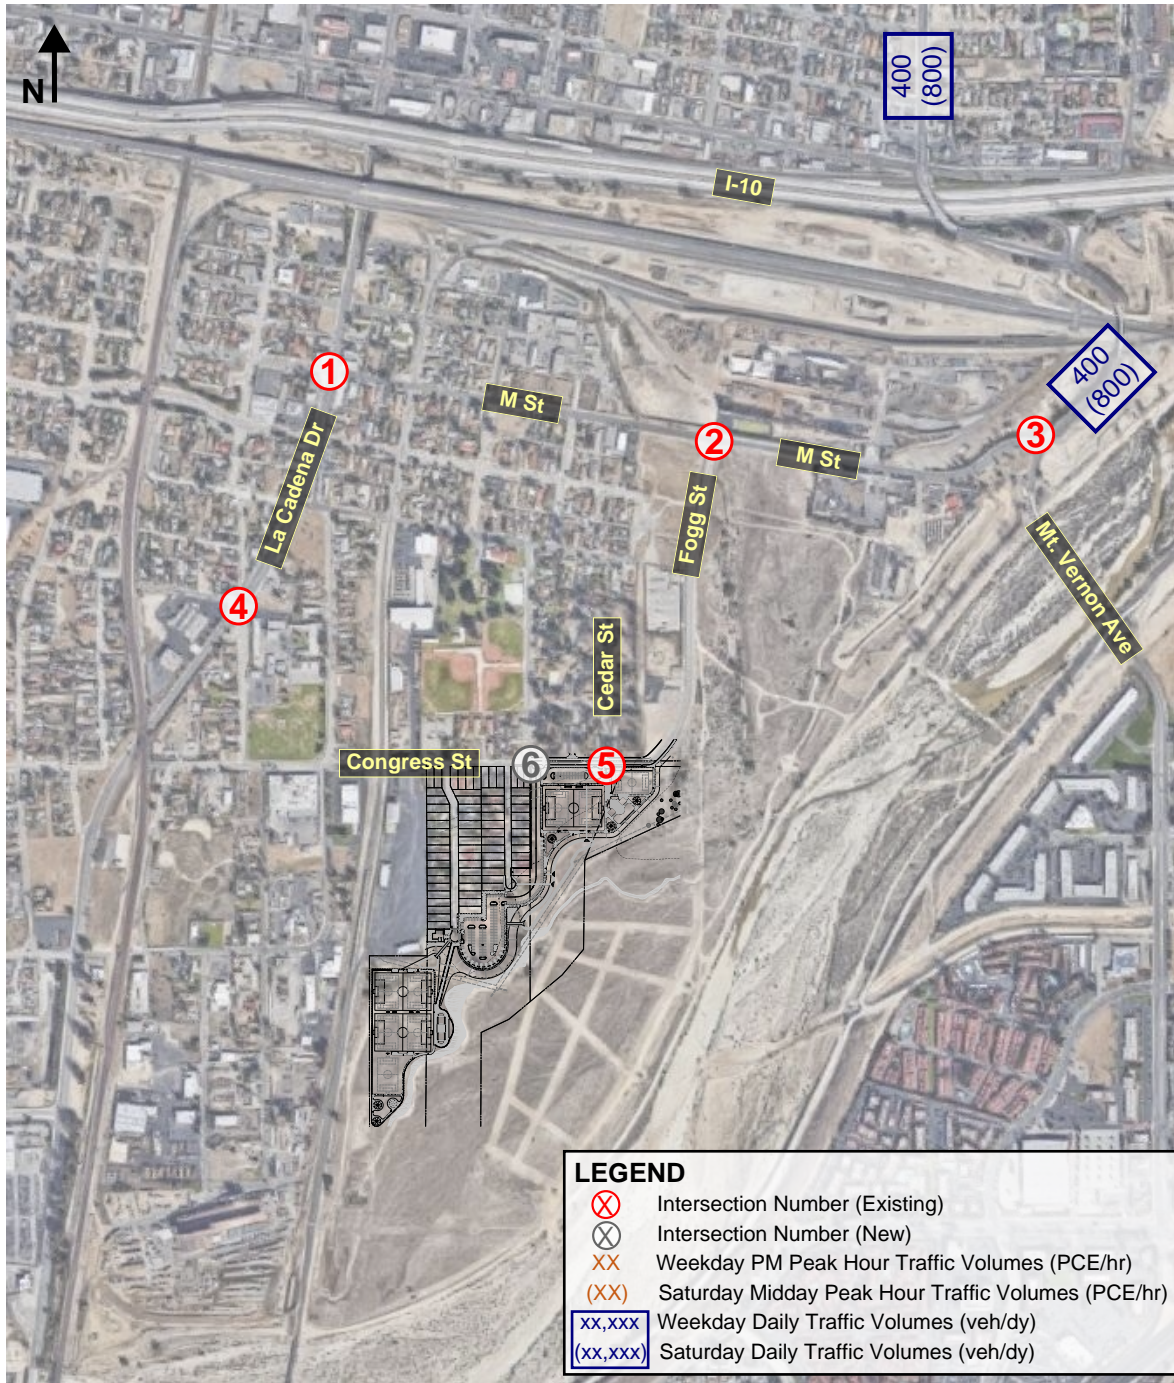 N
400
(800)
I-10
1
400
(800)
M St
2
3
M St
La Cadena Dr
Fogg St
Mt. Vernon Ave
4
Cedar St
Congress St
6
5
LEGEND
X Intersection Number (Existing)
X Intersection Number (New)
XX Weekday PM Peak Hour Traffic Volumes (PCE/hr)
(XX) Saturday Midday Peak Hour Traffic Volumes (PCE/hr)
xx,xxx Weekday Daily Traffic Volumes (veh/dy)
(xx,xxx) Saturday Daily Traffic Volumes (veh/dy)